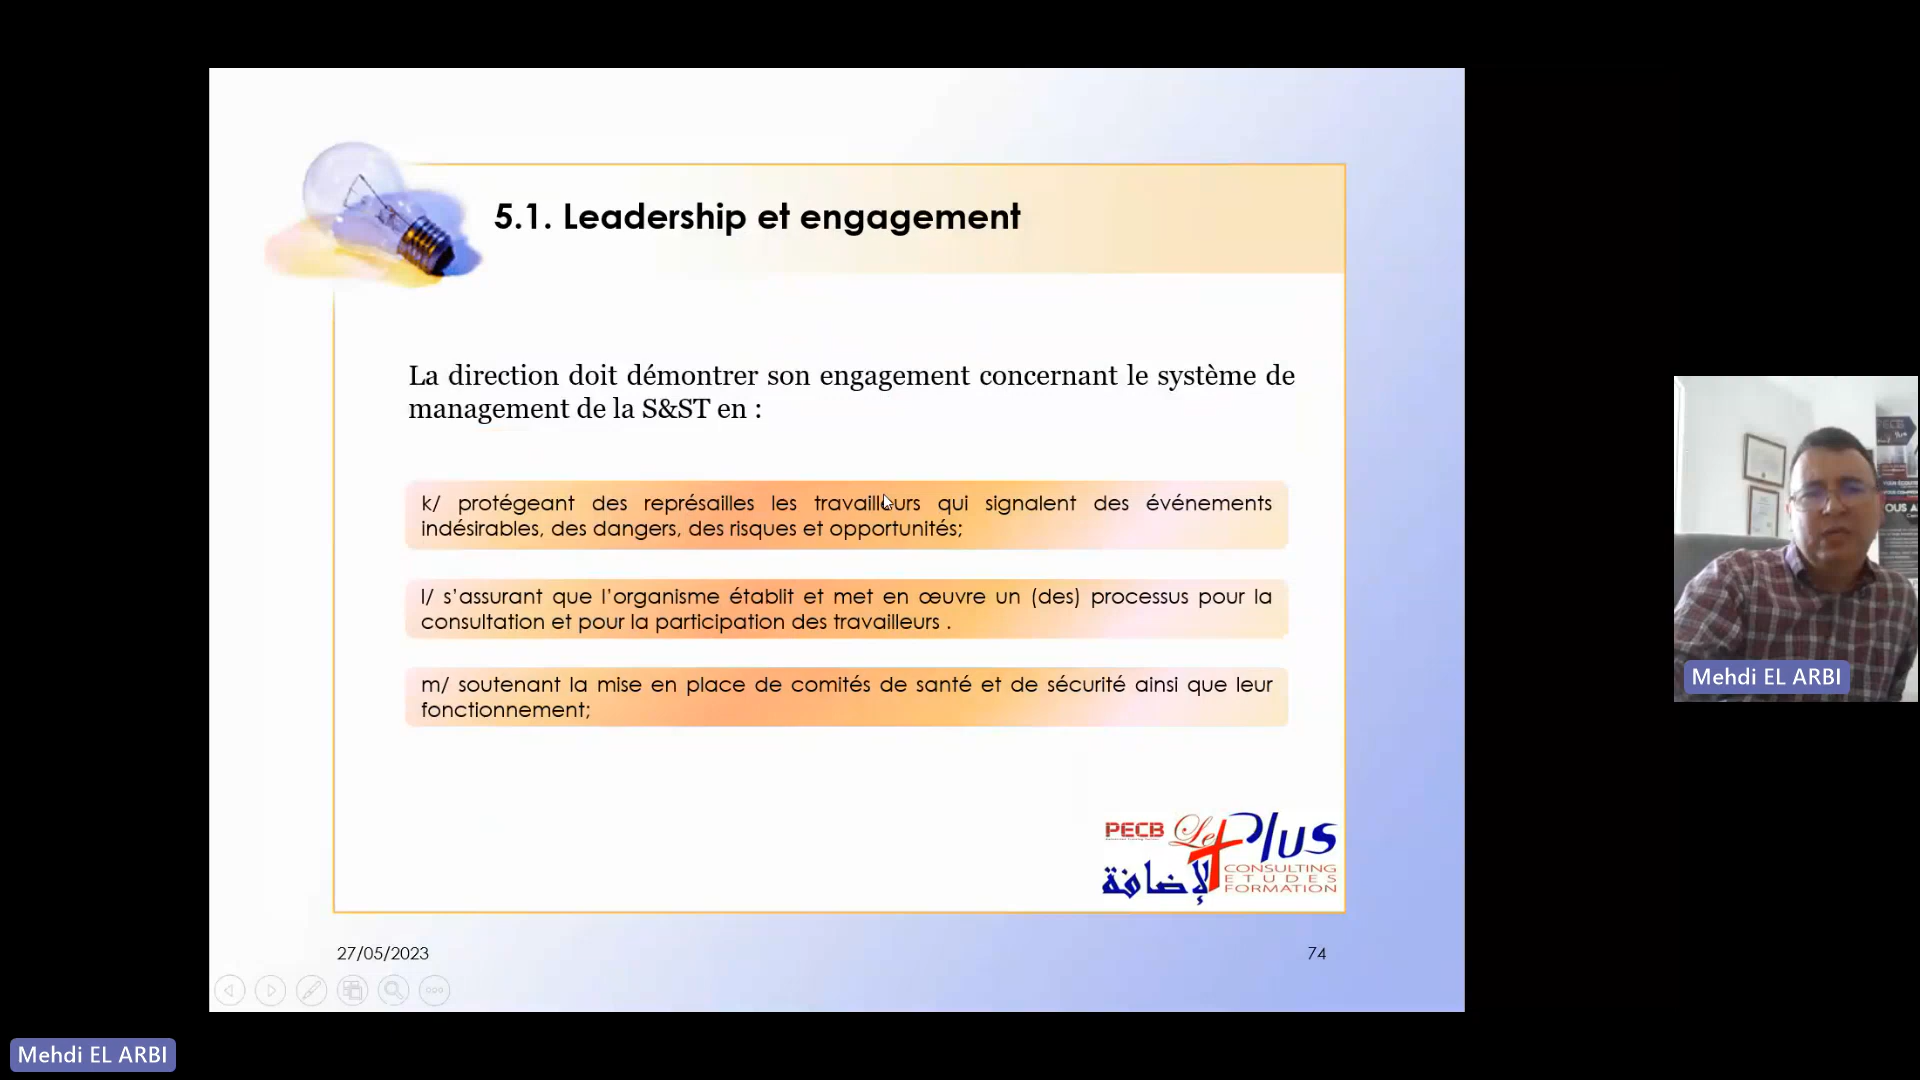 5.1. Leadership et engagement
La direction doit démontrer son engagement concernant le système de
management de la S&ST en :
k/ protégeant des représailles les travailleurs qui signalent des événements
indésirables, des dangers, des risques et opportunités;
l/ s’assurant que l’organisme établit et met en œuvre un (des) processus pour la
consultation et pour la participation des travailleurs .
m/ soutenant la mise en place de comités de santé et de sécurité ainsi que leur
fonctionnement;
PECB Le Plus
الإضافة
CONSULTING
ETUDES
FORMATION
27/05/2023
74
Mehdi EL ARBI
Mehdi EL ARBI